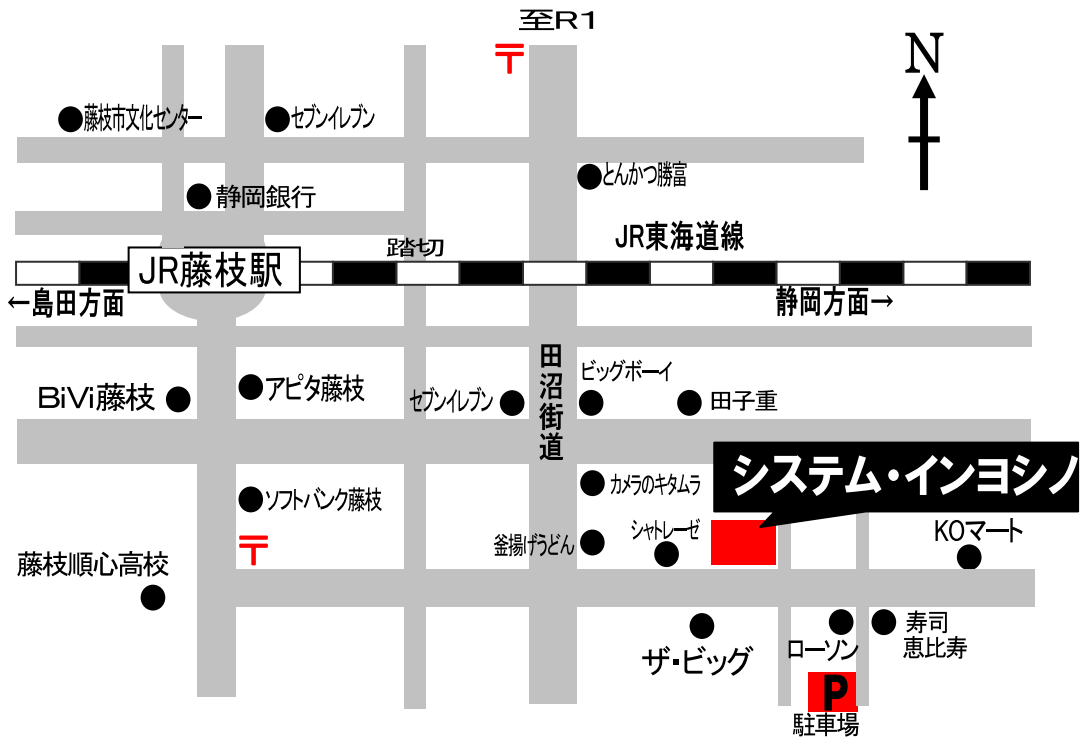 至R1
〒
N
藤枝市文化センター
セブンイレブン
とんかつ勝富
静岡銀行
踏切
JR東海道線
JR藤枝駅
←島田方面
静岡方面→
田沼街道
ビッグボーイ
アピタ藤枝
BiVi藤枝
セブンイレブン
田子重
システム・インヨシノ
カメラのキタムラ
ソフトバンク藤枝
シャトレーゼ
KOマート
釜揚げうどん
〒
藤枝順心高校
寿司
恵比寿
ローソン
ザ・ビッグ
P
駐車場